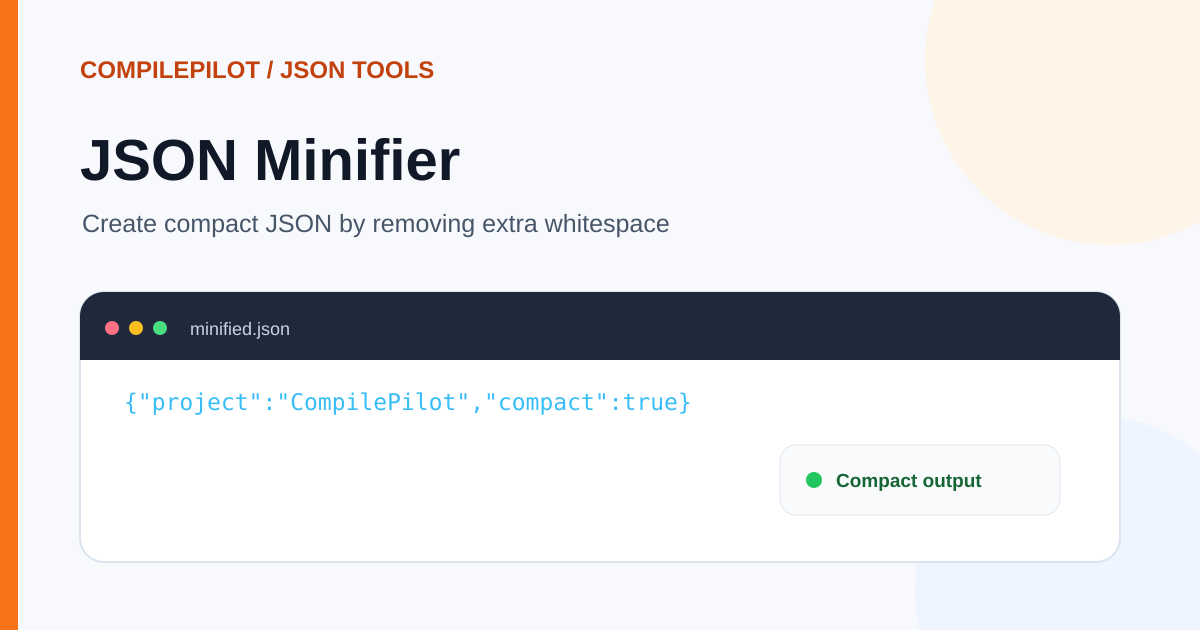 COMPILEPILOT / JSON TOOLS
JSON Minifier
Create compact JSON by removing extra whitespace
minified.json
{"project":"CompilePilot","compact":true}
Compact output